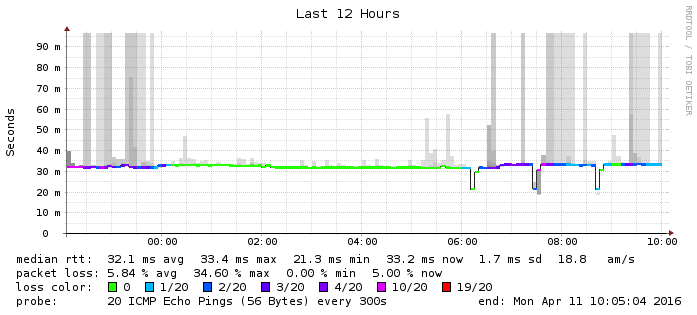 Last 12 Hours
RRDTOOL / TOBI OETIKER
Seconds
90 m
80 m
70 m
60 m
50 m
40 m
30 m
20 m
10 m
0
00:00 02:00 04:00 06:00 08:00 10:00
median rtt: 32.1 ms avg 33.4 ms max 21.3 ms min 33.2 ms now 1.7 ms sd 18.8 am/s
packet loss: 5.84 % avg 34.60 % max 0.00 % min 5.00 % now
loss color: 0 1/20 2/20 3/20 4/20 10/20 19/20
probe: 20 ICMP Echo Pings (56 Bytes) every 300s end: Mon Apr 11 10:05:04 2016